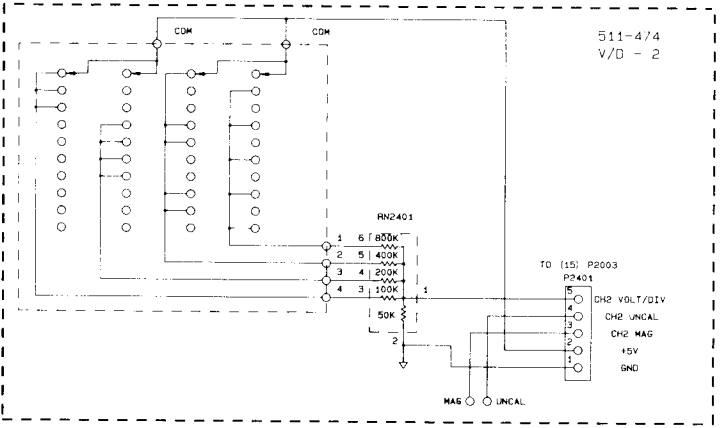 COM
COM
511-474
V/D - 2
RN2401
1 6 800K
2 5 400K
3 4 200K
4 3 100K
1
50K
2
TO (15) P2003
P2401
5 CH2 VOLT/DIV
4 CH2 UNCAL
3 CH2 MAG
2 +5V
1 GND
MAG UNCAL